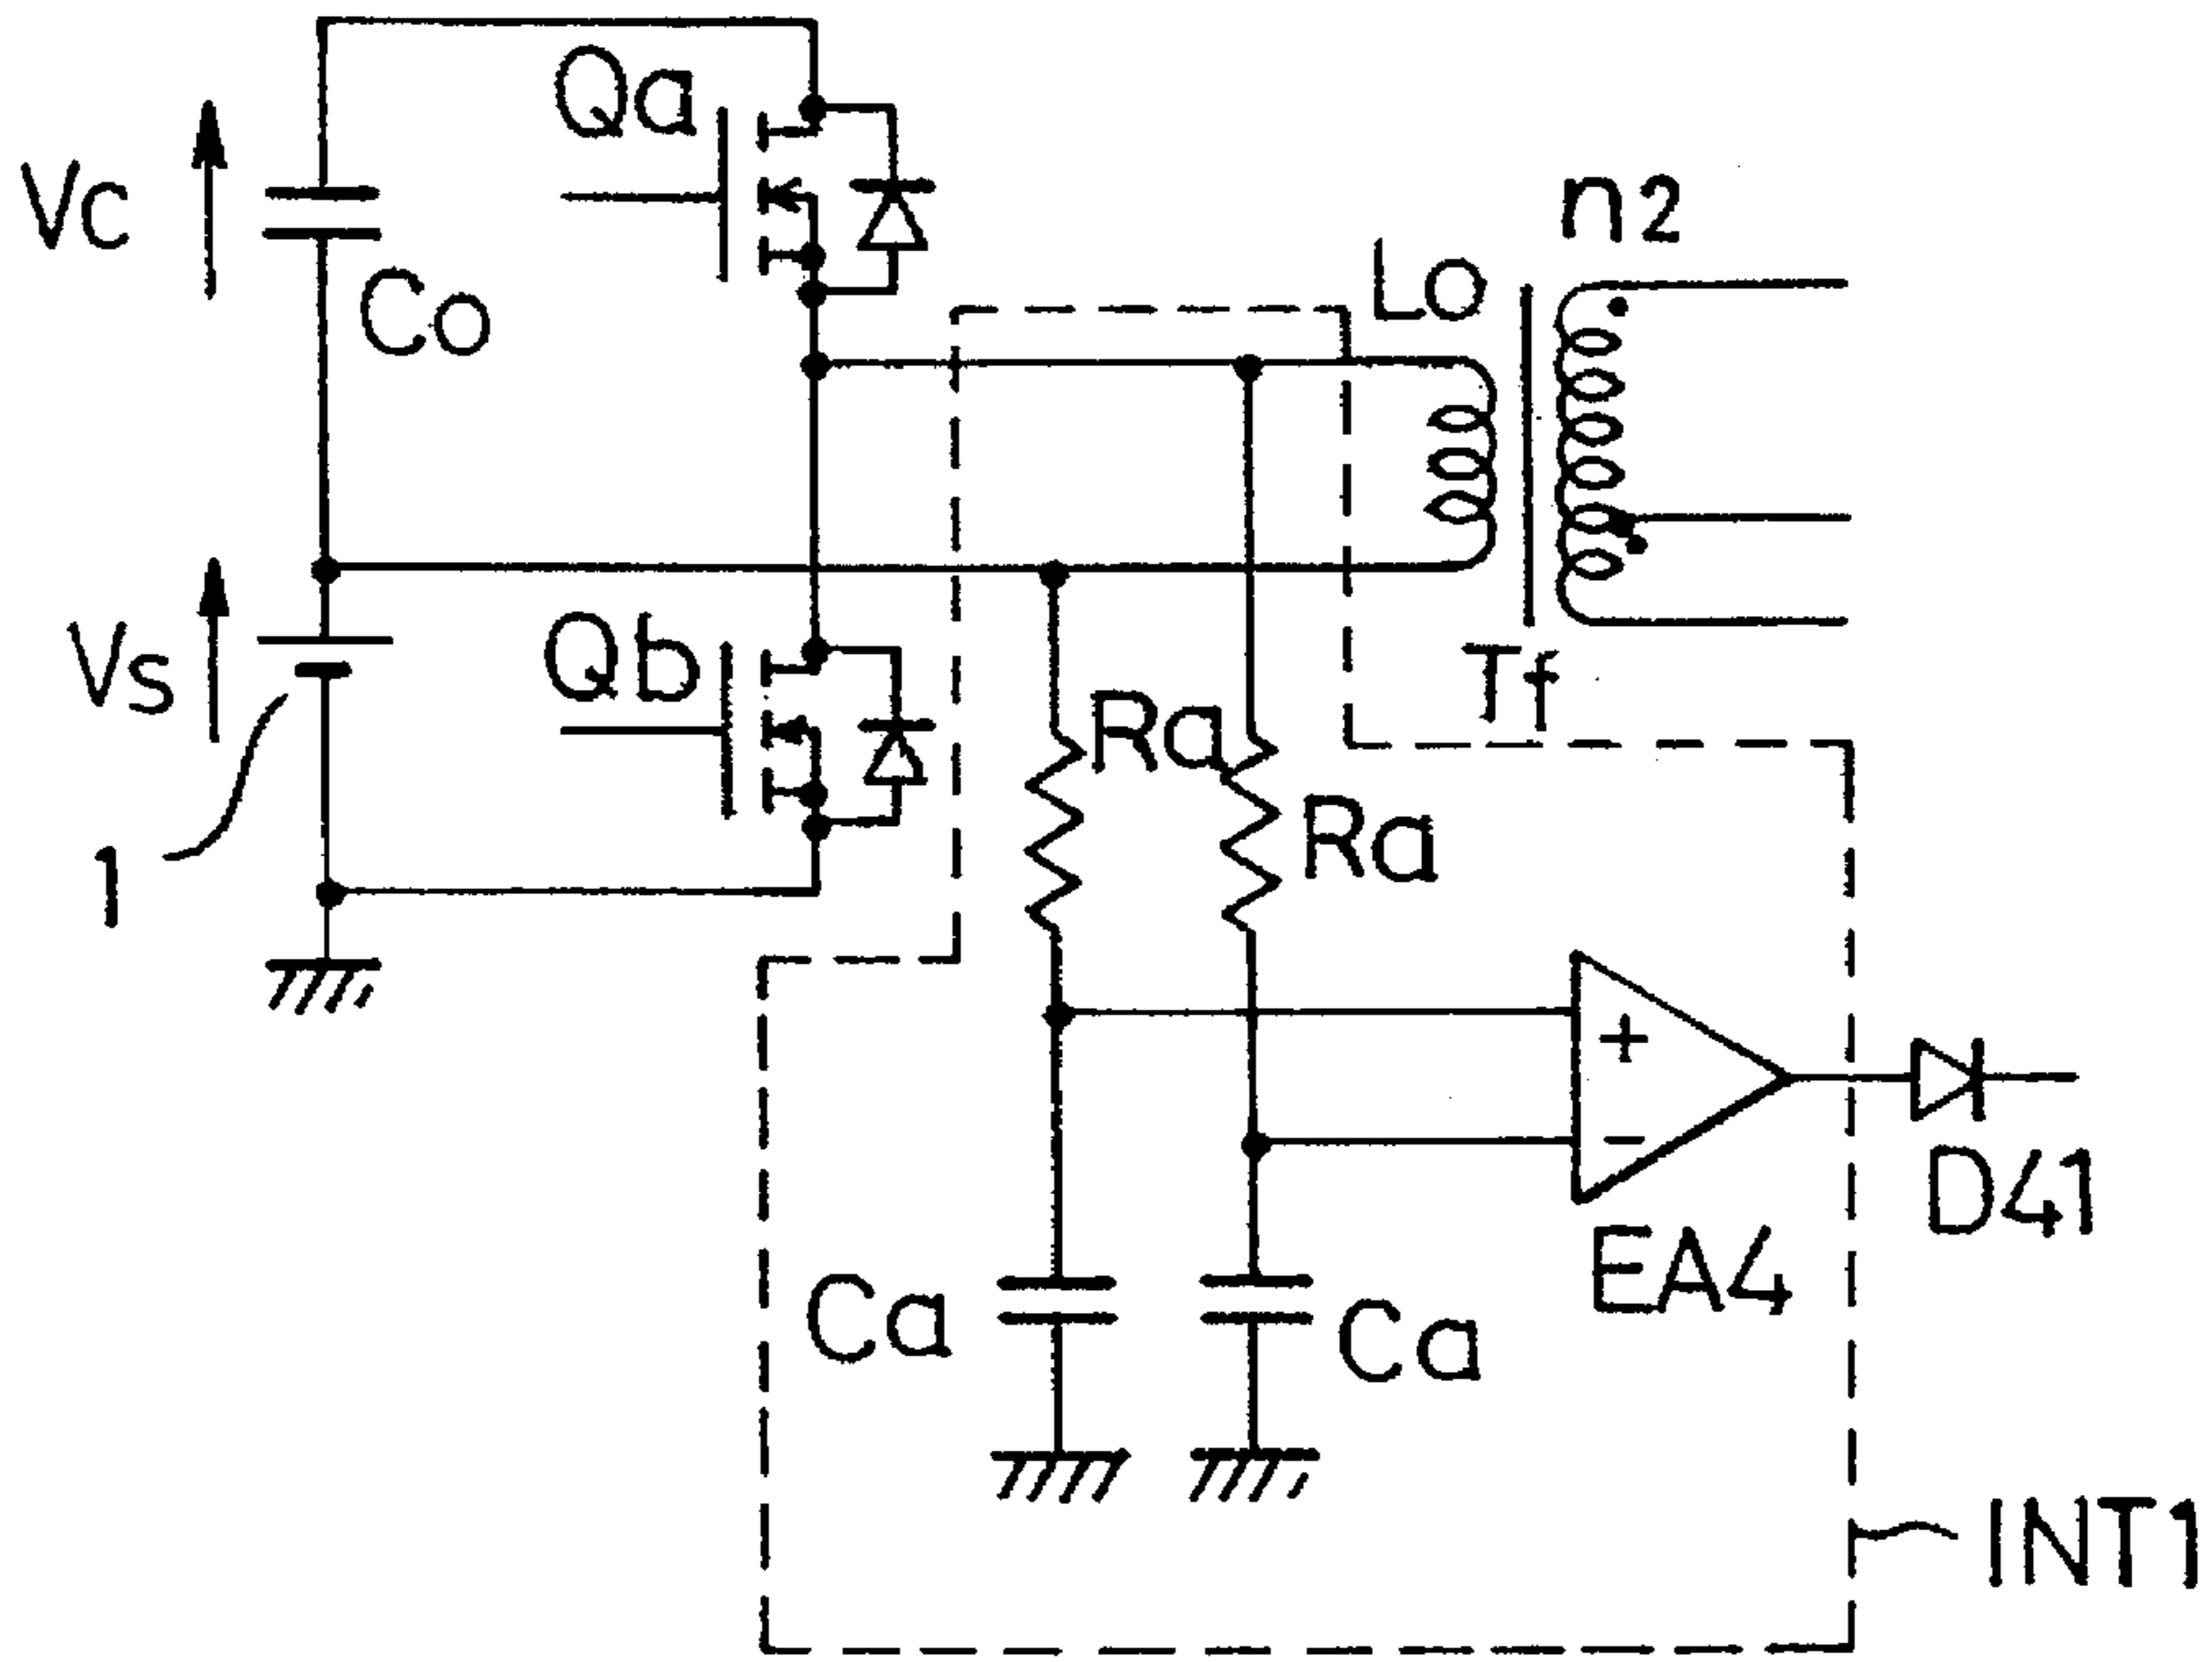 Qa
Vc
n2
Lo
Co
Qb
Vs
Tf
Ra
Ra
1
+
−
D41
EA4
Ca
Ca
INT1